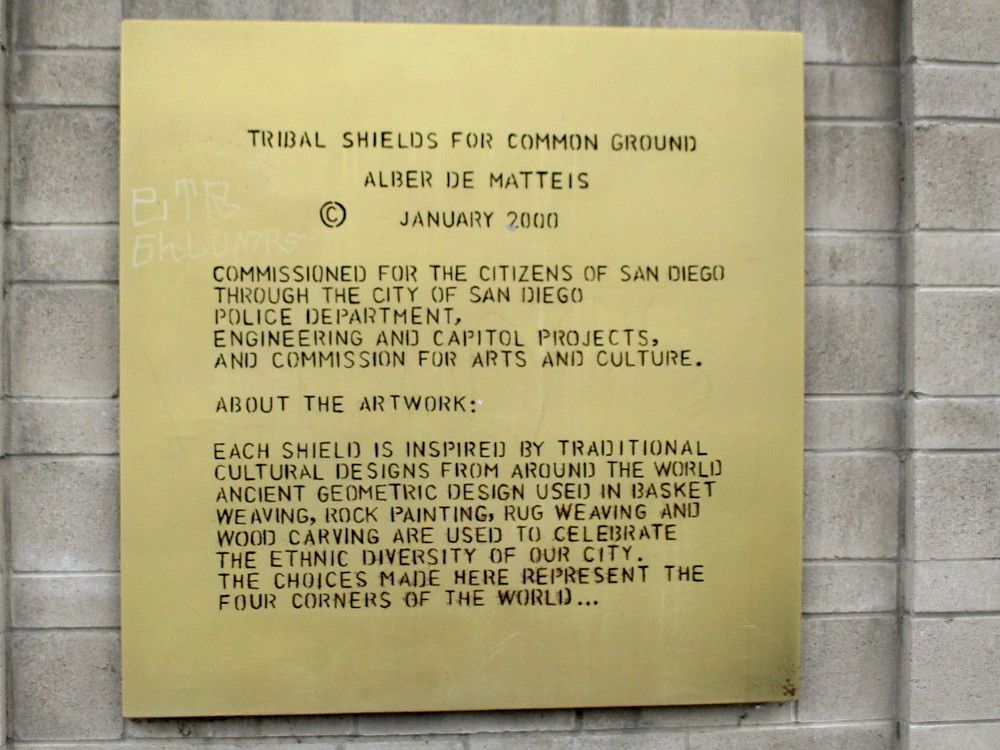 TRIBAL SHIELDS FOR COMMON GROUND
ALBER DE MATTEIS
© JANUARY 2000
COMMISSIONED FOR THE CITIZENS OF SAN DIEGO
THROUGH THE CITY OF SAN DIEGO
POLICE DEPARTMENT,
ENGINEERING AND CAPITOL PROJECTS,
AND COMMISSION FOR ARTS AND CULTURE.
ABOUT THE ARTWORK:
EACH SHIELD IS INSPIRED BY TRADITIONAL
CULTURAL DESIGNS FROM AROUND THE WORLD
ANCIENT GEOMETRIC DESIGN USED IN BASKET
WEAVING, ROCK PAINTING, RUG WEAVING AND
WOOD CARVING ARE USED TO CELEBRATE
THE ETHNIC DIVERSITY OF OUR CITY.
THE CHOICES MADE HERE REPRESENT THE
FOUR CORNERS OF THE WORLD...